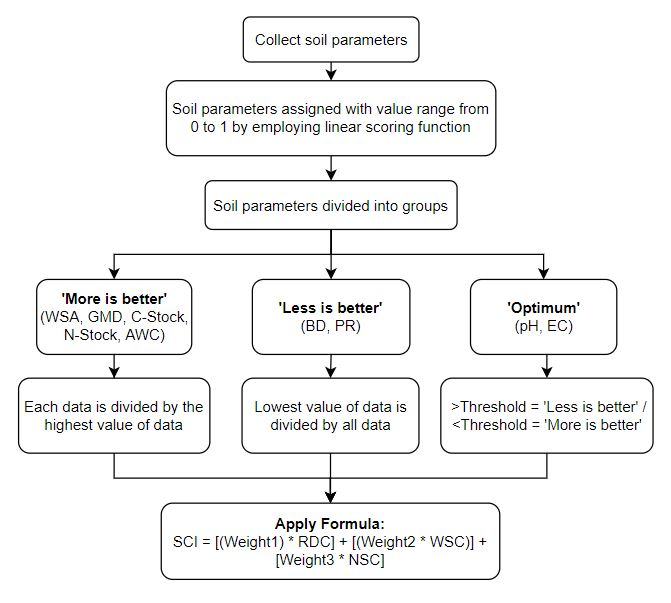 Collect soil parameters
Soil parameters assigned with value range from
0 to 1 by employing linear scoring function
Soil parameters divided into groups
'More is better'
(WSA, GMD, C-Stock,
N-Stock, AWC)
'Less is better'
(BD, PR)
'Optimum'
(pH, EC)
Each data is divided by the
highest value of data
Lowest value of data is
divided by all data
>Threshold = 'Less is better' /
<Threshold = 'More is better'
Apply Formula:
SCI = [(Weight1) * RDC] + [(Weight2 * WSC)] +
[Weight3 * NSC]